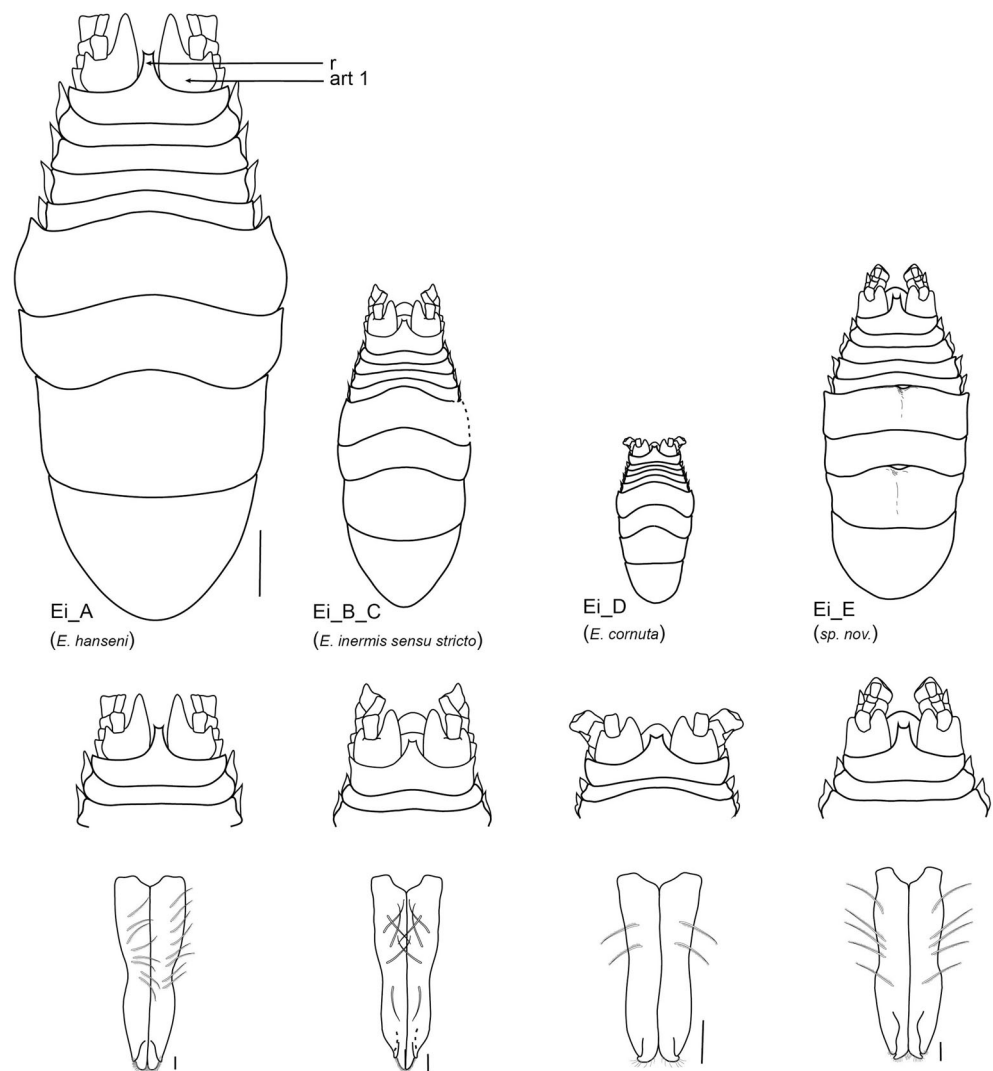 r
art 1
Ei_A
(E. hanseni)
Ei_B_C
(E. inermis sensu stricto)
Ei_D
(E. cornuta)
Ei_E
(sp. nov.)